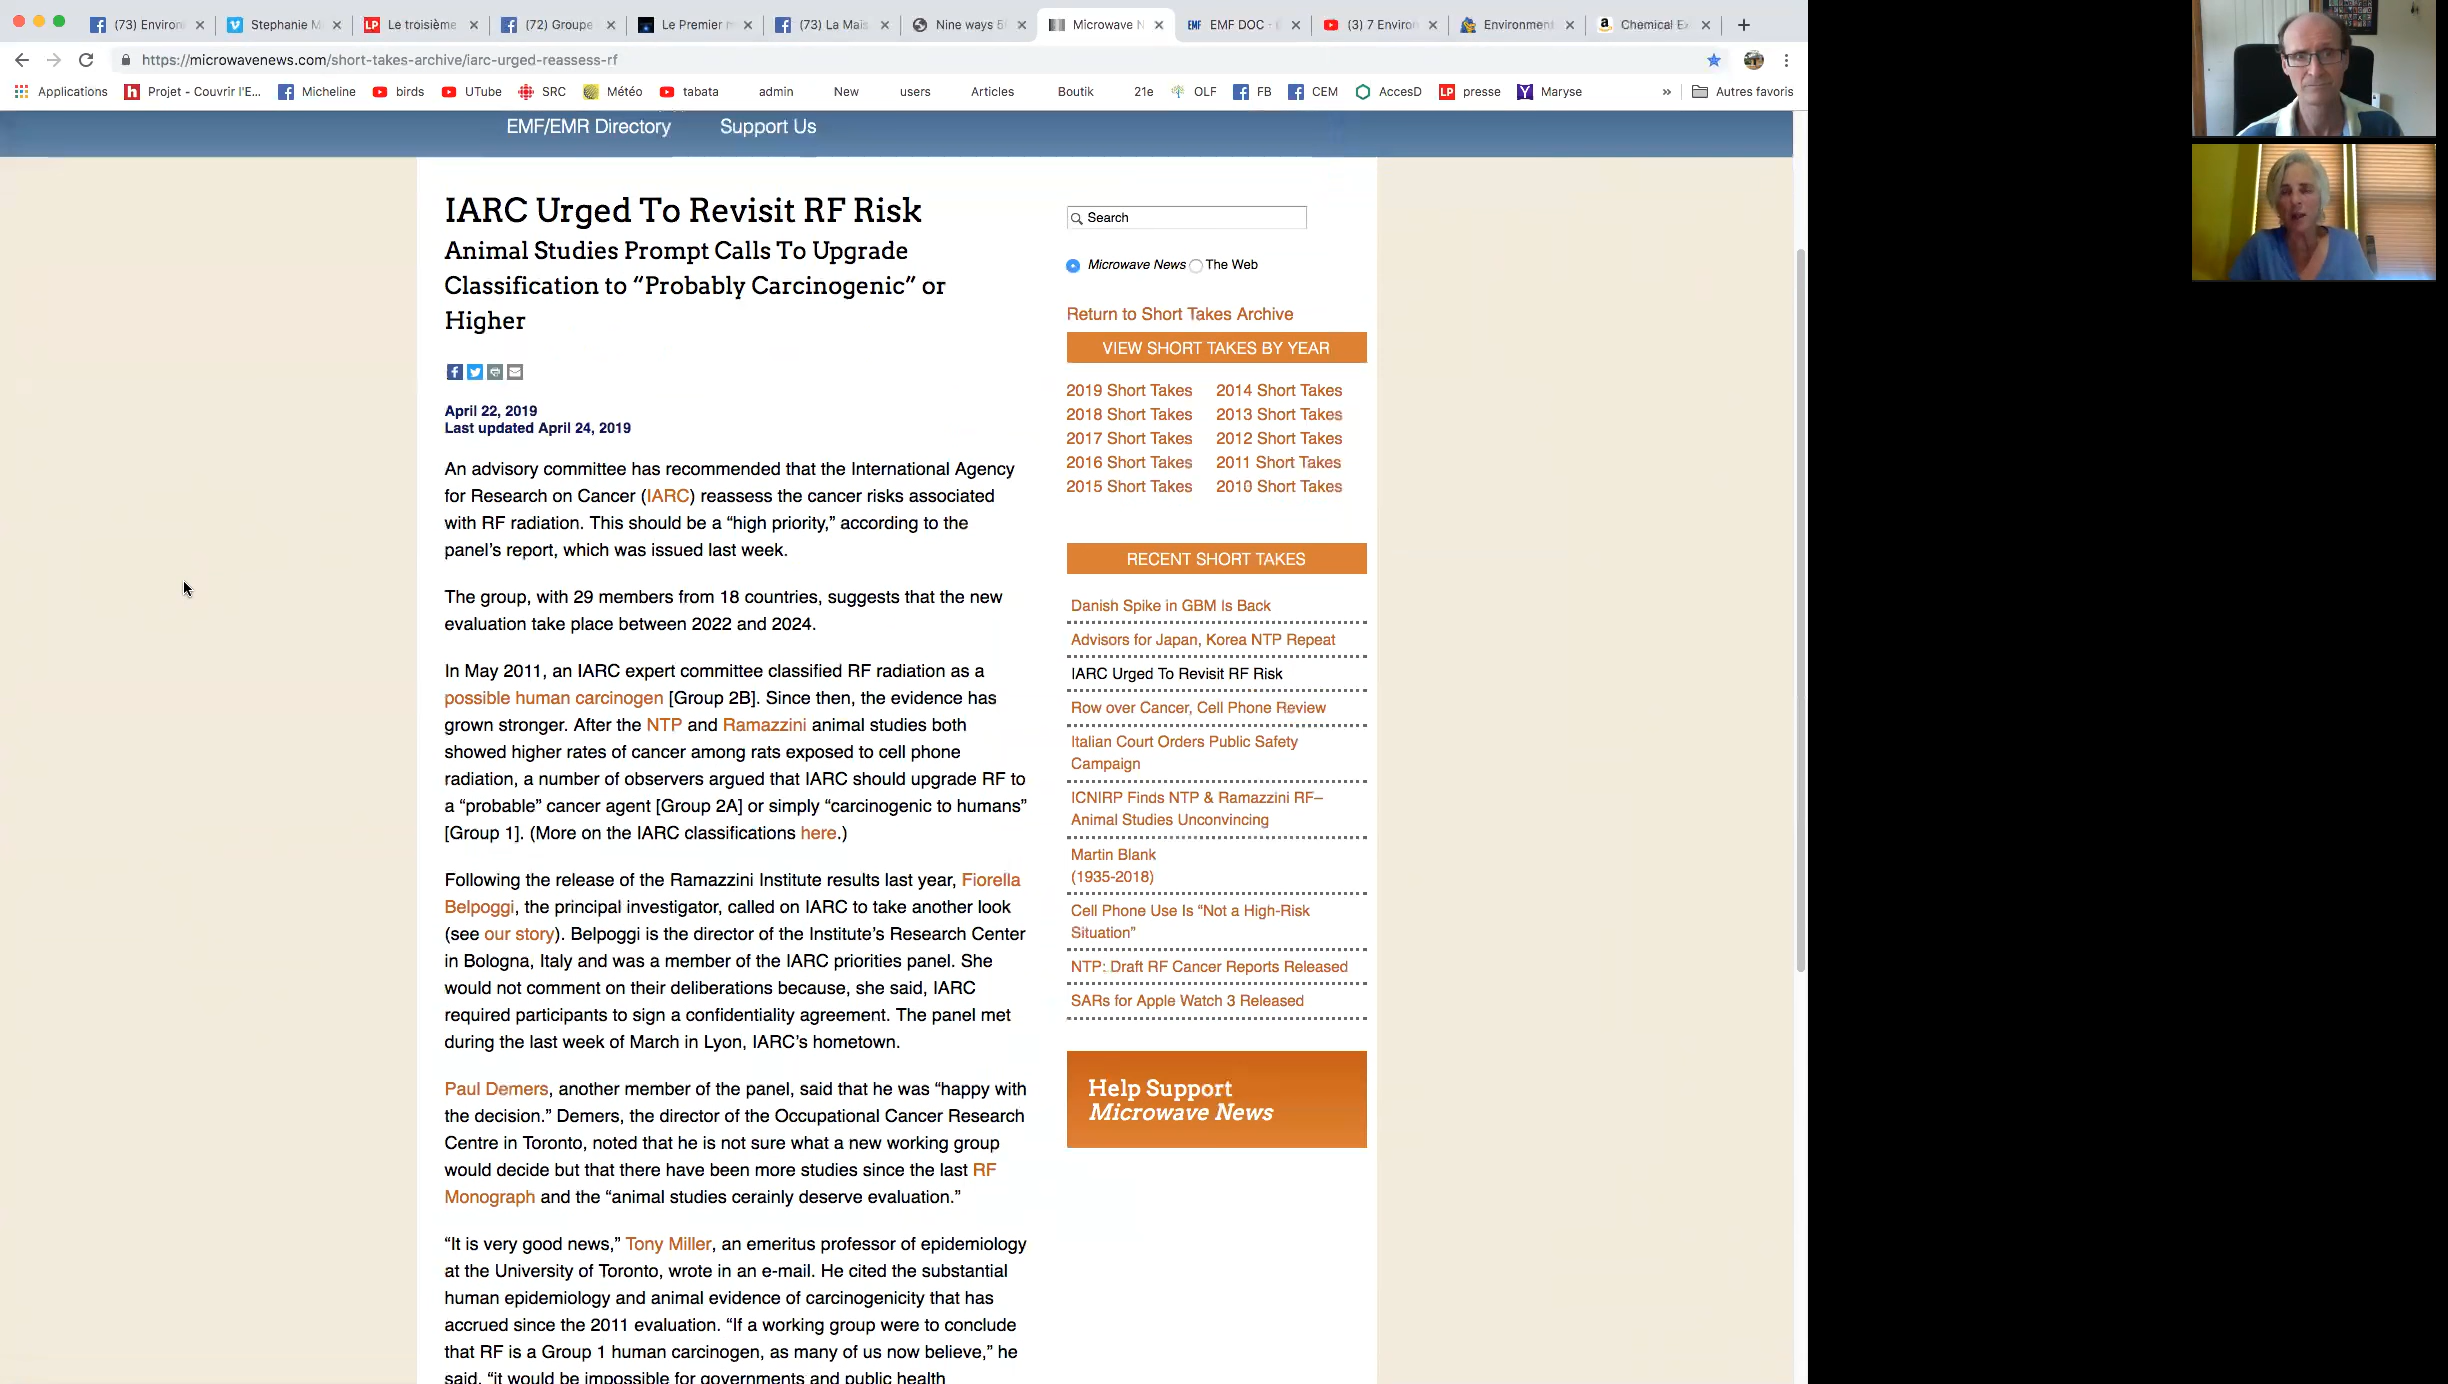 (73) Environ
Stephanie M
Le troisième
(72) Groupe
Le Premier m
(73) La Mais
Nine ways 5
Microwave N
EMF DOC -
(3) 7 Enviro
Environment
Chemical E
https://microwavenews.com/short-takes-archive/iarc-urged-reassess-rf
Applications
Projet - Couvrir l'E...
Micheline
birds
UTube
SRC
Météo
tabata
admin
New
users
Articles
Boutik
21e
OLF
FB
CEM
AccesD
presse
Maryse
»
Autres favoris
EMF/EMR Directory
Support Us
IARC Urged To Revisit RF Risk
Animal Studies Prompt Calls To Upgrade
Classification to “Probably Carcinogenic” or
Higher
April 22, 2019
Last updated April 24, 2019
An advisory committee has recommended that the International Agency
for Research on Cancer (IARC) reassess the cancer risks associated
with RF radiation. This should be a “high priority,” according to the
panel’s report, which was issued last week.
The group, with 29 members from 18 countries, suggests that the new
evaluation take place between 2022 and 2024.
In May 2011, an IARC expert committee classified RF radiation as a
possible human carcinogen [Group 2B]. Since then, the evidence has
grown stronger. After the NTP and Ramazzini animal studies both
showed higher rates of cancer among rats exposed to cell phone
radiation, a number of observers argued that IARC should upgrade RF to
a “probable” cancer agent [Group 2A] or simply “carcinogenic to humans”
[Group 1]. (More on the IARC classifications here.)
Following the release of the Ramazzini Institute results last year, Fiorella
Belpoggi, the principal investigator, called on IARC to take another look
(see our story). Belpoggi is the director of the Institute’s Research Center
in Bologna, Italy and was a member of the IARC priorities panel. She
would not comment on their deliberations because, she said, IARC
required participants to sign a confidentiality agreement. The panel met
during the last week of March in Lyon, IARC’s hometown.
Paul Demers, another member of the panel, said that he was “happy with
the decision.” Demers, the director of the Occupational Cancer Research
Centre in Toronto, noted that he is not sure what a new working group
would decide but that there have been more studies since the last RF
Monograph and the “animal studies cerainly deserve evaluation.”
“It is very good news,” Tony Miller, an emeritus professor of epidemiology
at the University of Toronto, wrote in an e-mail. He cited the substantial
human epidemiology and animal evidence of carcinogenicity that has
accrued since the 2011 evaluation. “If a working group were to conclude
that RF is a Group 1 human carcinogen, as many of us now believe,” he
said, “it would be impossible for governments and public health
Search
Microwave News The Web
Return to Short Takes Archive
VIEW SHORT TAKES BY YEAR
2019 Short Takes 2014 Short Takes
2018 Short Takes 2013 Short Takes
2017 Short Takes 2012 Short Takes
2016 Short Takes 2011 Short Takes
2015 Short Takes 2010 Short Takes
RECENT SHORT TAKES
Danish Spike in GBM Is Back
Advisors for Japan, Korea NTP Repeat
IARC Urged To Revisit RF Risk
Row over Cancer, Cell Phone Review
Italian Court Orders Public Safety
Campaign
ICNIRP Finds NTP & Ramazzini RF–
Animal Studies Unconvincing
Martin Blank
(1935-2018)
Cell Phone Use Is “Not a High-Risk
Situation”
NTP: Draft RF Cancer Reports Released
SARs for Apple Watch 3 Released
Help Support
Microwave News